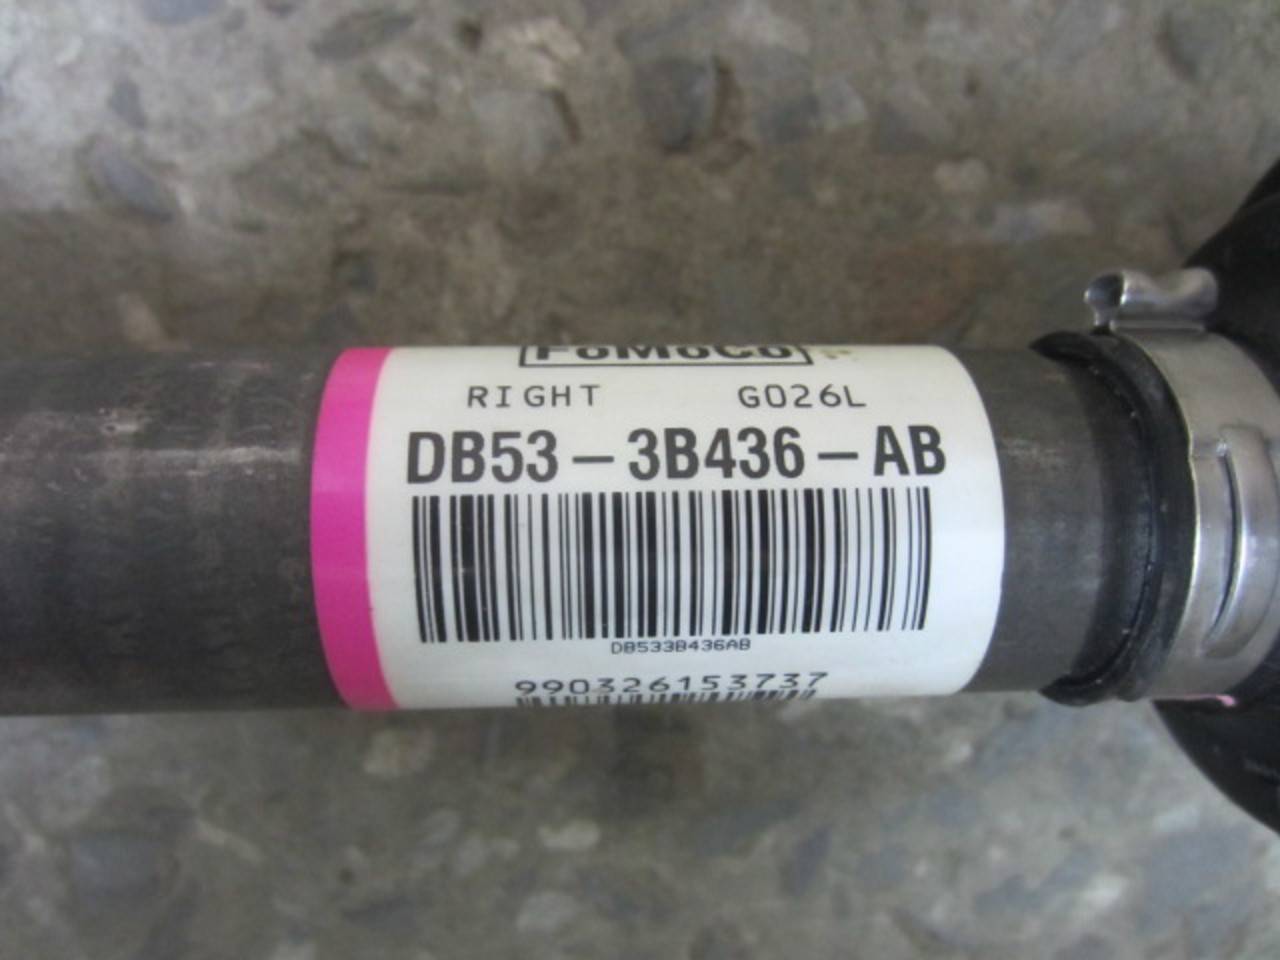 FoMoCo
RIGHT G026L
DB53-3B436-AB
DB533B436AB
990326153737